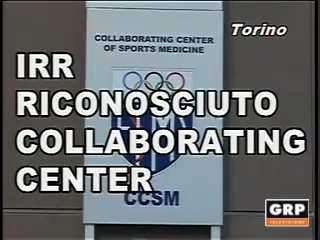 Torino
COLLABORATING CENTER
OF SPORTS MEDICINE
IRR
RICONOSCIUTO
COLLABORATING
CENTER
CCSM
GRP
TELEVISIONE